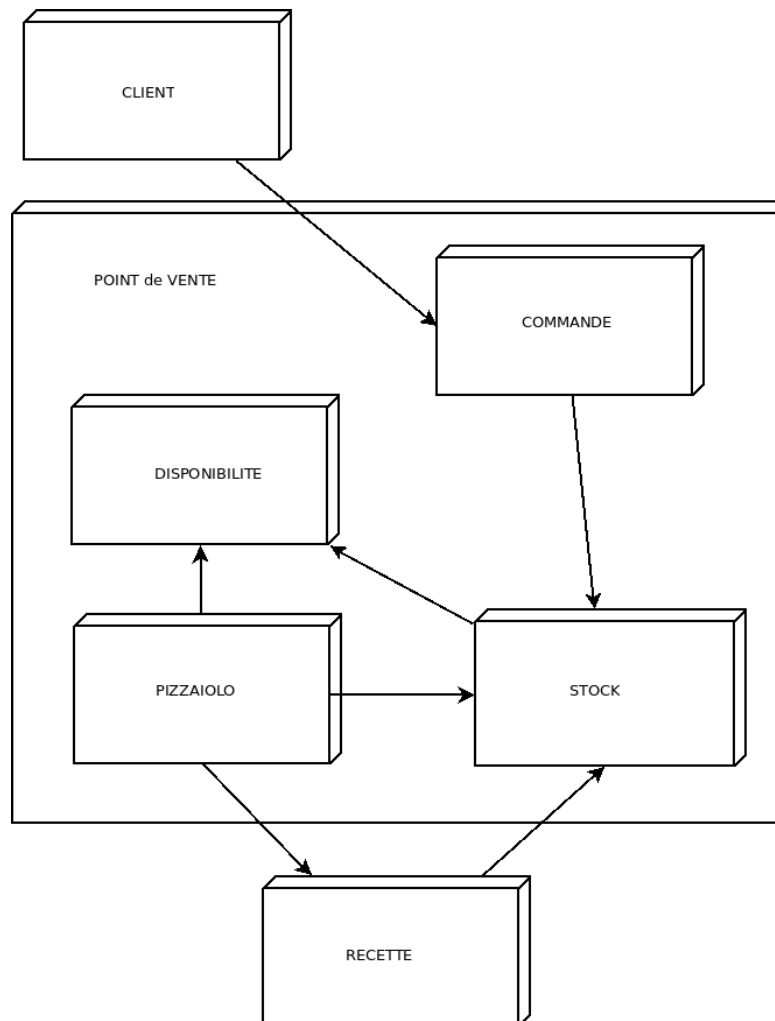 CLIENT
POINT de VENTE
COMMANDE
DISPONIBILITE
PIZZAIOLO
STOCK
RECETTE